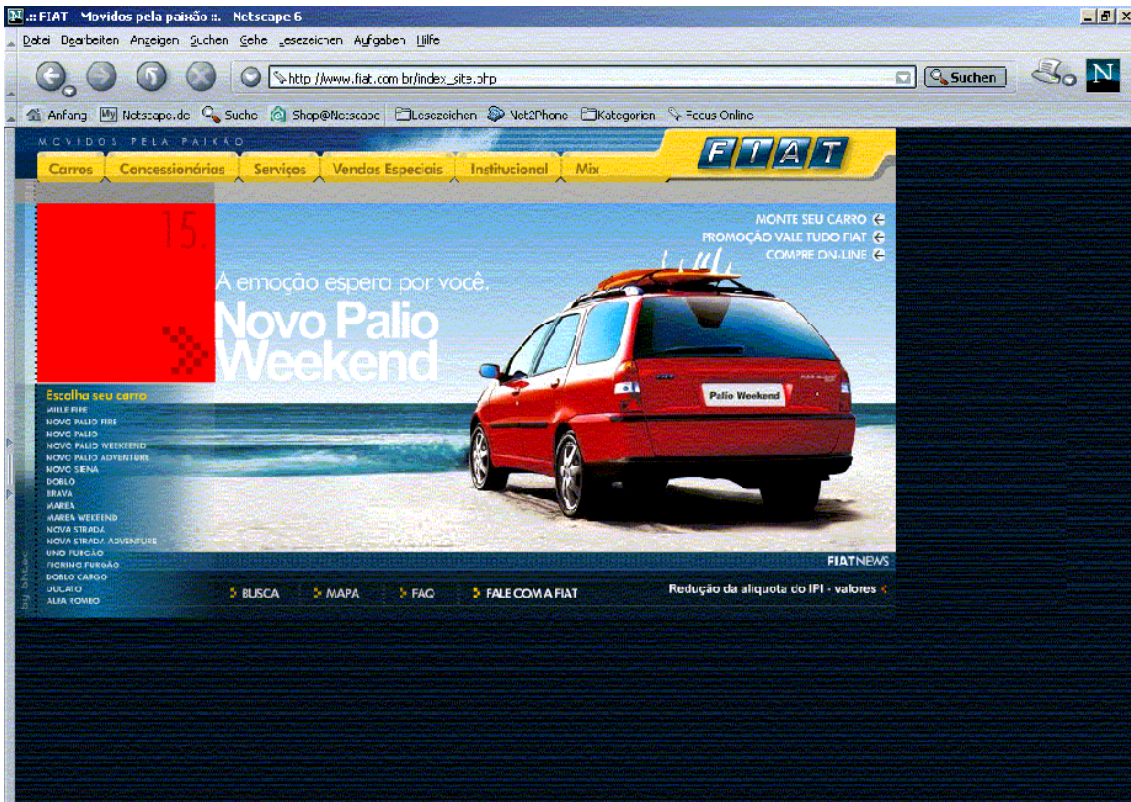 .:: FIAT Movidos pela paixão ::. Netscape 6
Datei Bearbeiten Anzeigen Suchen Gehe Lesezeichen Aufgaben Hilfe
http://www.fiat.com.br/index_site.php
Suchen
N
Anfang My Netscape.de Suche Shop@Netscape Lesezeichen Net2Phone Kategorien Focus Online
MOVIDOS PELA PAIXÃO
FIAT
Carros Concessionárias Serviços Vendas Especiais Institucional Mix
15.
MONTE SEU CARRO
PROMOÇÃO VALE TUDO FIAT
COMPRE ON-LINE
A emoção espera por você.
Novo Palio
Weekend
Palio Weekend
Escolha seu carro
MILLE FIRE
NOVO PALIO FIRE
NOVO PALIO
NOVO PALIO WEEKEND
NOVO PALIO ADVENTURE
NOVO SIENA
DOBLO
BRAVA
MAREA
MAREA WEKEEND
NOVA STRADA
NOVA STRADA ADVENTURE
UNO FURGÃO
FIORINO FURGÃO
DOBLO CARGO
DUCATO
ALFA ROMEO
FIATNEWS
BUSCA MAPA FAQ FALE COM A FIAT
Redução da aliquota do IPI - valores